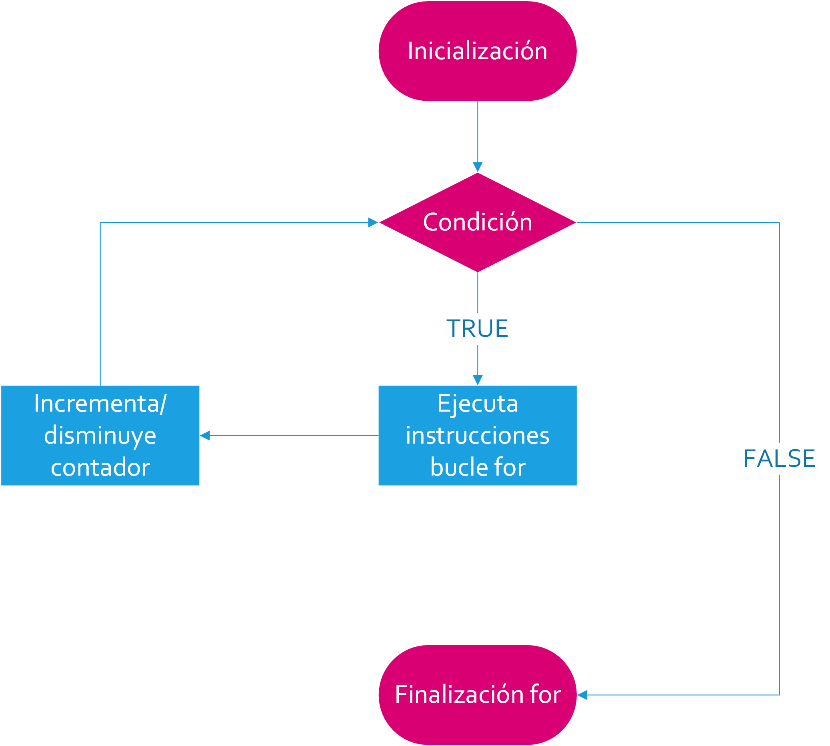 Inicialización
Condición
TRUE
Incrementa/
disminuye
contador
Ejecuta
instrucciones
bucle for
FALSE
Finalización for